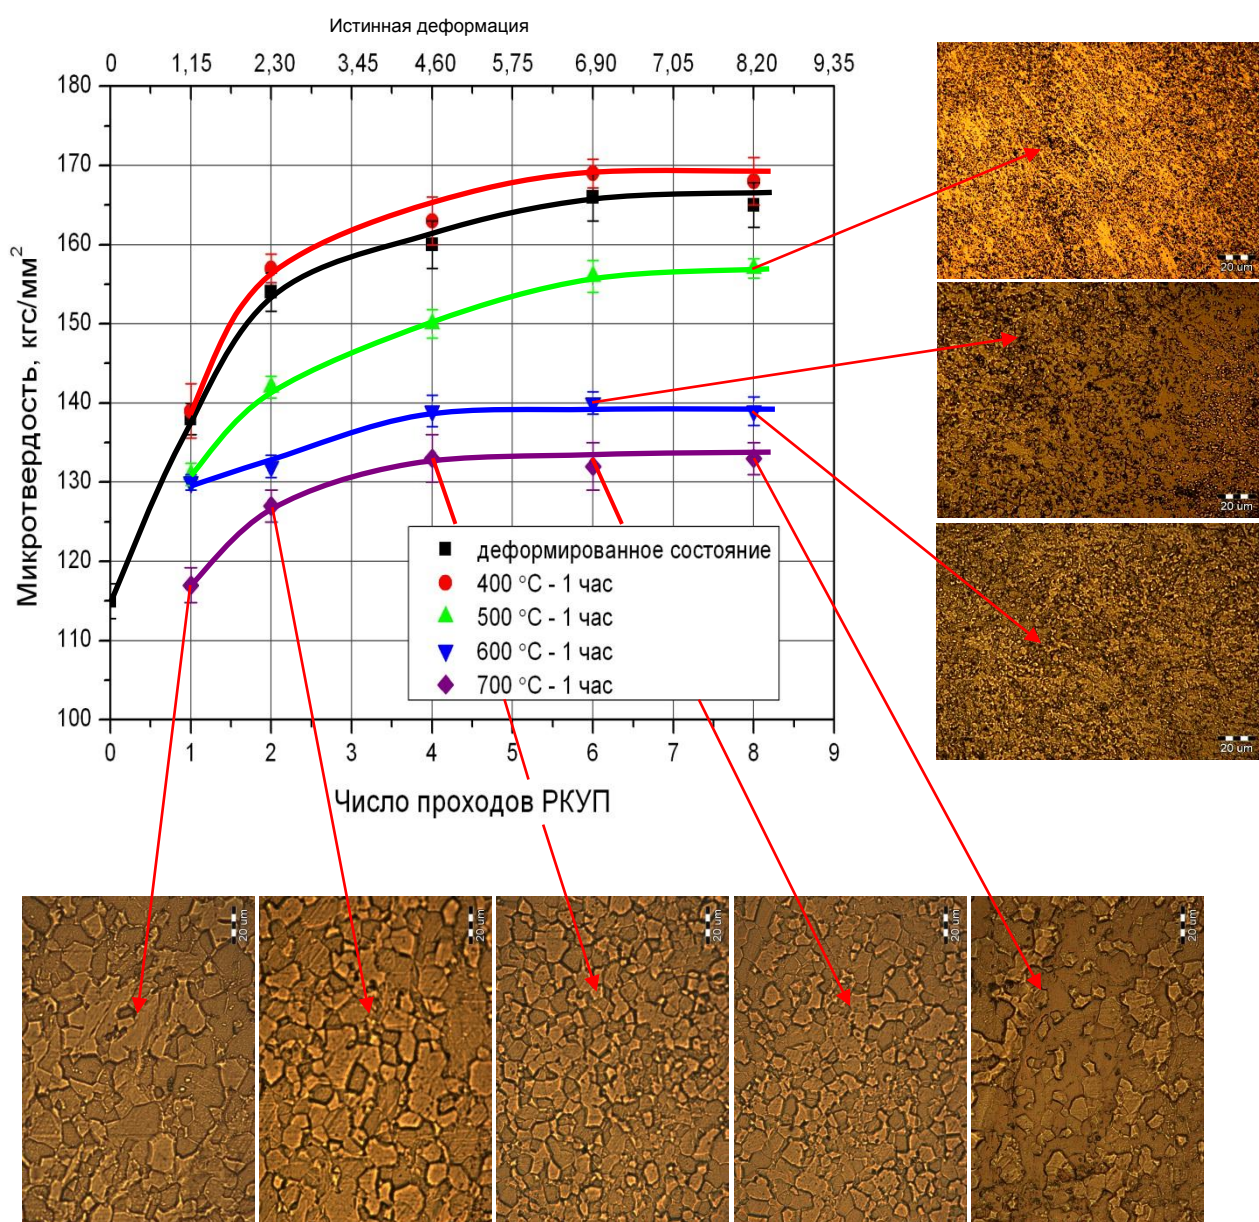 Истинная деформация
0 1,15 2,30 3,45 4,60 5,75 6,90 7,05 8,20 9,35
180
170
160
150
140
130
120
110
100
Микротвердость, кгс/мм²
деформированное состояние
400 °C - 1 час
500 °C - 1 час
600 °C - 1 час
700 °C - 1 час
0 1 2 3 4 5 6 7 8 9
Число проходов РКУП
20 um
20 um
20 um
20 um
20 um
20 um
20 um
20 um